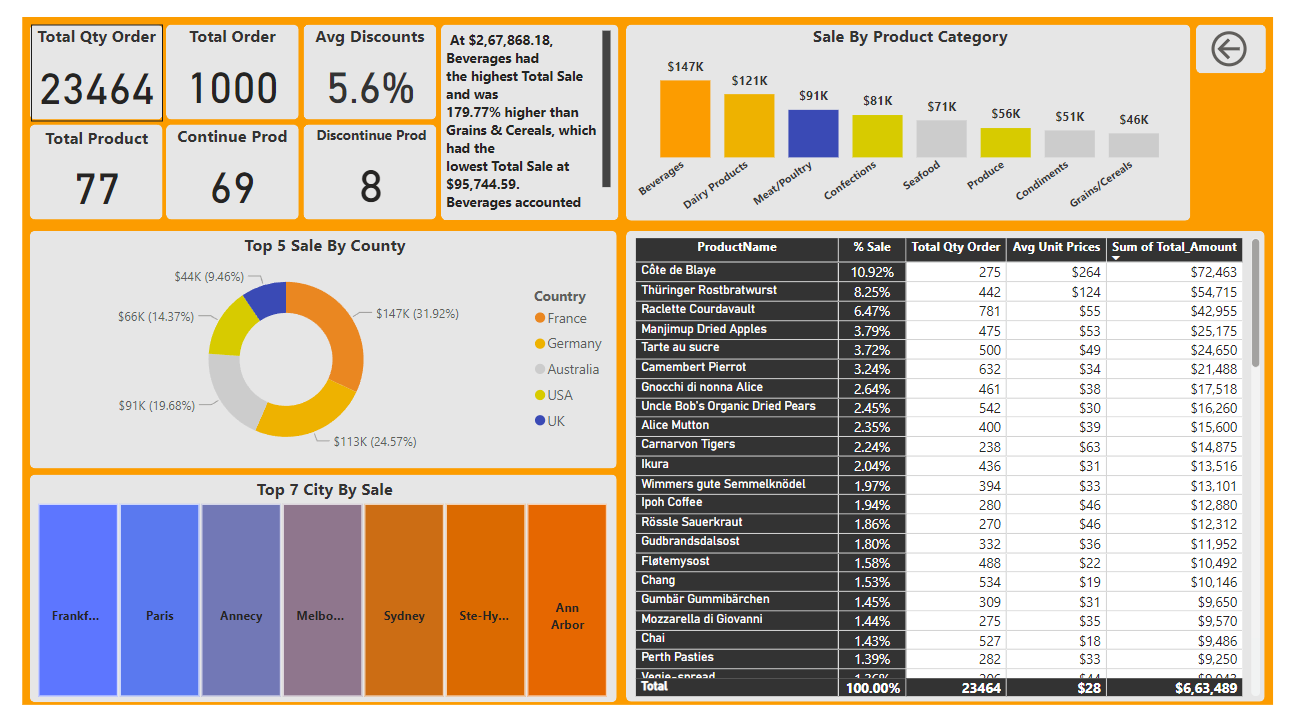 Total Qty Order
23464
Total Order
1000
Avg Discounts
5.6%
Total Product
77
Continue Prod
69
Discontinue Prod
8
At $2,67,868.18,
Beverages had
the highest Total Sale
and was
179.77% higher than
Grains & Cereals, which
had the
lowest Total Sale at
$95,744.59.
Beverages accounted
Sale By Product Category
$147K
$121K
$91K
$81K
$71K
$56K
$51K
$46K
Beverages
Dairy Products
Meat/Poultry
Confections
Seafood
Produce
Condiments
Grains/Cereals
Top 5 Sale By County
$44K (9.46%)
$66K (14.37%)
$91K (19.68%)
$147K (31.92%)
$113K (24.57%)
Country
France
Germany
Australia
USA
UK
Top 7 City By Sale
Frankf...
Paris
Annecy
Melbo...
Sydney
Ste-Hy...
Ann
Arbor
ProductName % Sale Total Qty Order Avg Unit Prices Sum of Total_Amount
Côte de Blaye 10.92% 275 $264 $72,463
Thüringer Rostbratwurst 8.25% 442 $124 $54,715
Raclette Courdavault 6.47% 781 $55 $42,955
Manjimup Dried Apples 3.79% 475 $53 $25,175
Tarte au sucre 3.72% 500 $49 $24,650
Camembert Pierrot 3.24% 632 $34 $21,488
Gnocchi di nonna Alice 2.64% 461 $38 $17,518
Uncle Bob's Organic Dried Pears 2.45% 542 $30 $16,260
Alice Mutton 2.35% 400 $39 $15,600
Carnarvon Tigers 2.24% 238 $63 $14,875
Ikura 2.04% 436 $31 $13,516
Wimmers gute Semmelknödel 1.97% 394 $33 $13,101
Ipoh Coffee 1.94% 280 $46 $12,880
Rössle Sauerkraut 1.86% 270 $46 $12,312
Gudbrandsdalsost 1.80% 332 $36 $11,952
Fløtemysost 1.58% 488 $22 $10,492
Chang 1.53% 534 $19 $10,146
Gumbär Gummibärchen 1.45% 309 $31 $9,650
Mozzarella di Giovanni 1.44% 275 $35 $9,570
Chai 1.43% 527 $18 $9,486
Perth Pasties 1.39% 282 $33 $9,250
Vegie-spread
Total 100.00% 23464 $28 $6,63,489